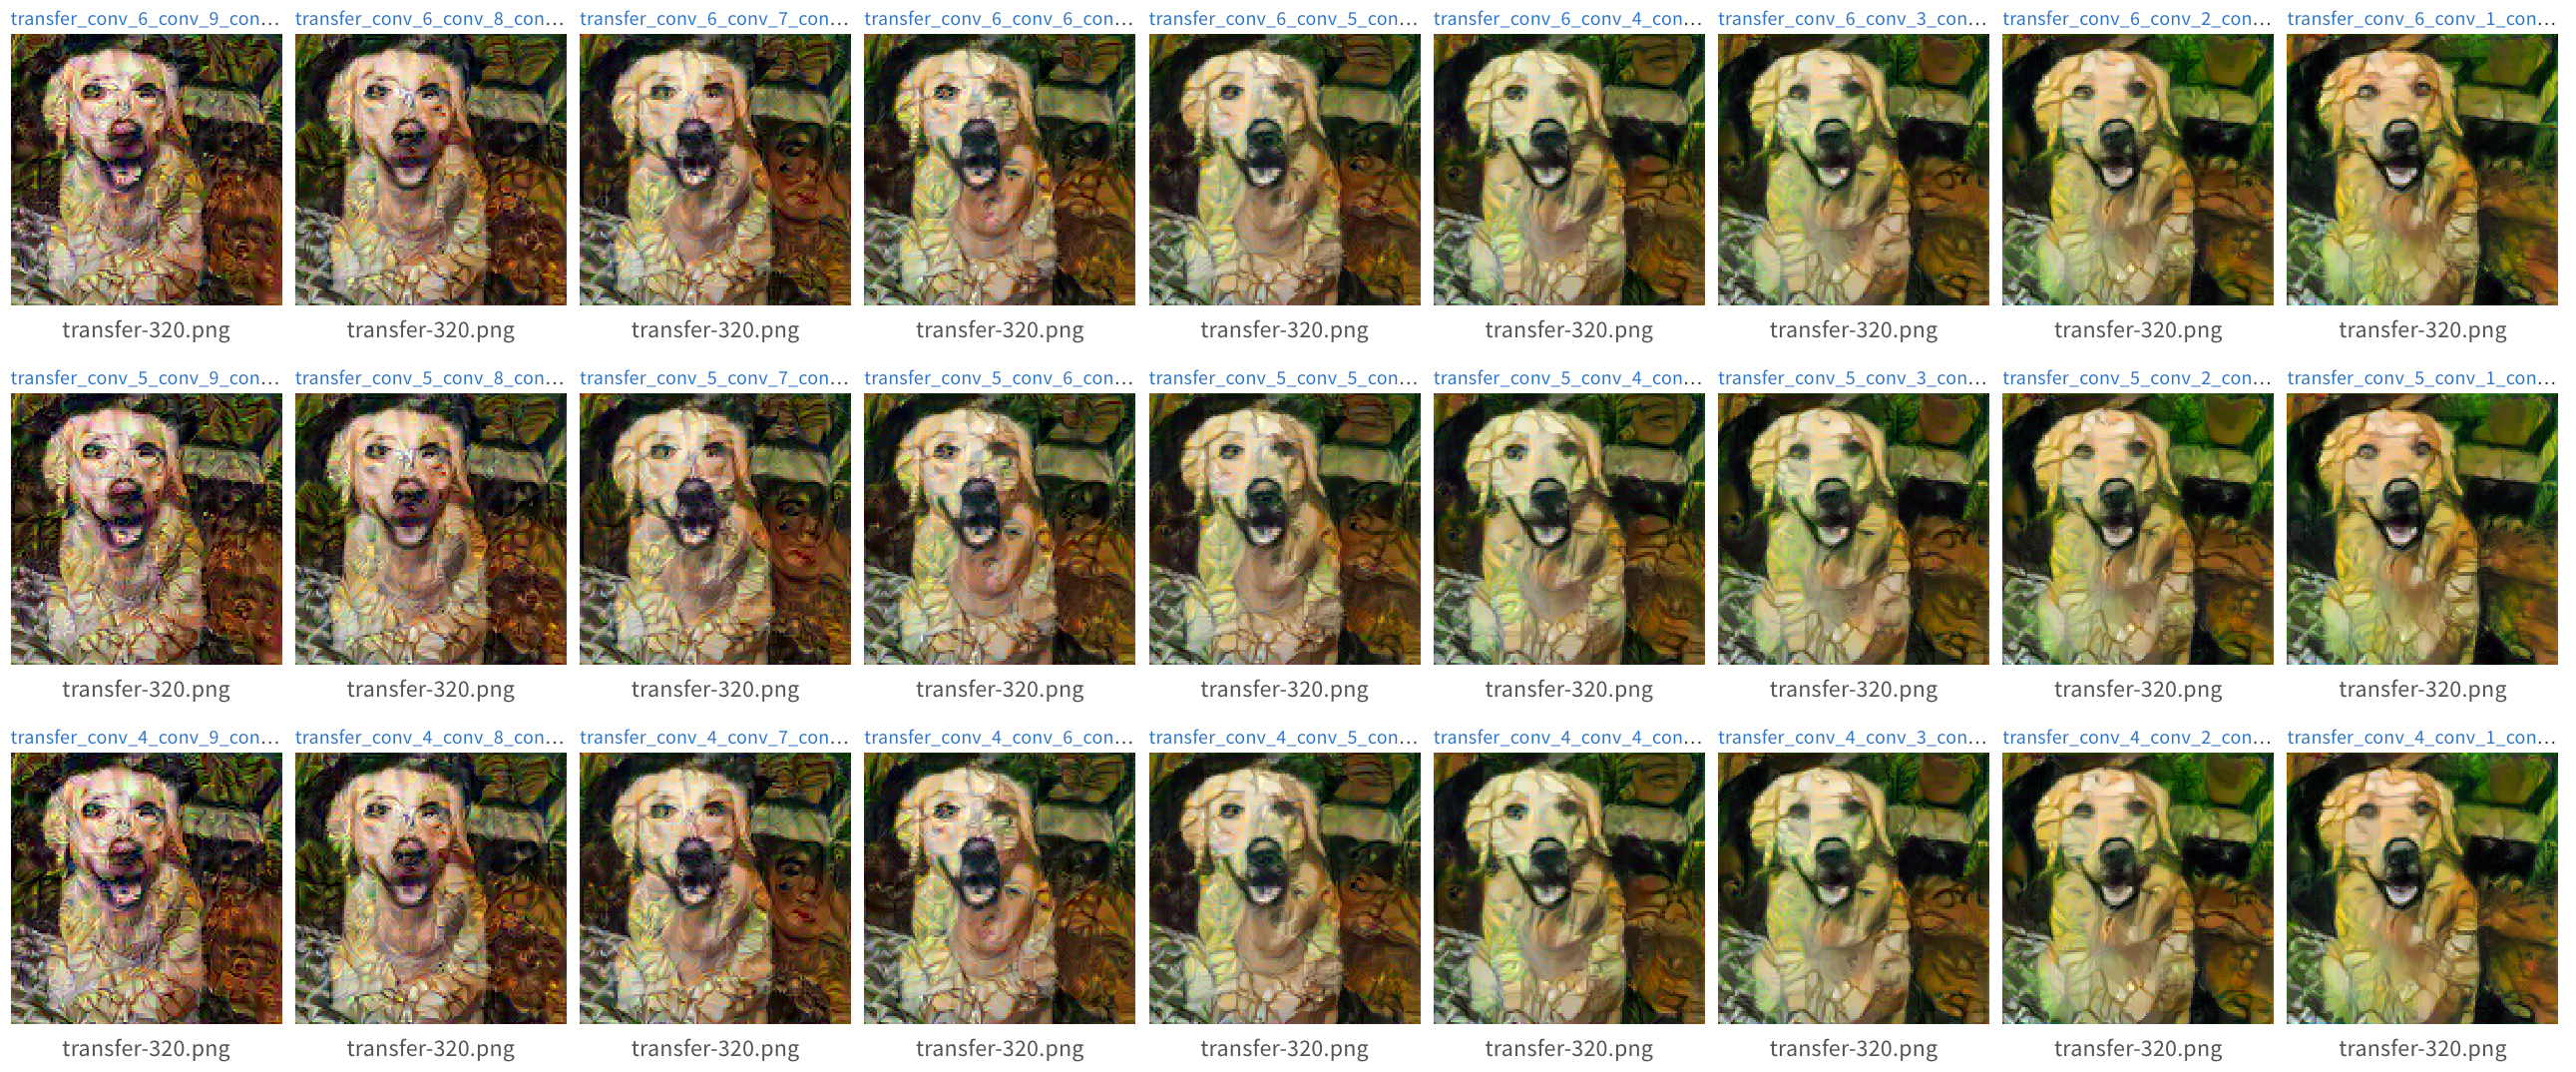 transfer_conv_6_conv_9_con... transfer_conv_6_conv_8_con... transfer_conv_6_conv_7_con... transfer_conv_6_conv_6_con... transfer_conv_6_conv_5_con... transfer_conv_6_conv_4_con... transfer_conv_6_conv_3_con... transfer_conv_6_conv_2_con... transfer_conv_6_conv_1_con...
transfer-320.png transfer-320.png transfer-320.png transfer-320.png transfer-320.png transfer-320.png transfer-320.png transfer-320.png transfer-320.png
transfer_conv_5_conv_9_con... transfer_conv_5_conv_8_con... transfer_conv_5_conv_7_con... transfer_conv_5_conv_6_con... transfer_conv_5_conv_5_con... transfer_conv_5_conv_4_con... transfer_conv_5_conv_3_con... transfer_conv_5_conv_2_con... transfer_conv_5_conv_1_con...
transfer-320.png transfer-320.png transfer-320.png transfer-320.png transfer-320.png transfer-320.png transfer-320.png transfer-320.png transfer-320.png
transfer_conv_4_conv_9_con... transfer_conv_4_conv_8_con... transfer_conv_4_conv_7_con... transfer_conv_4_conv_6_con... transfer_conv_4_conv_5_con... transfer_conv_4_conv_4_con... transfer_conv_4_conv_3_con... transfer_conv_4_conv_2_con... transfer_conv_4_conv_1_con...
transfer-320.png transfer-320.png transfer-320.png transfer-320.png transfer-320.png transfer-320.png transfer-320.png transfer-320.png transfer-320.png